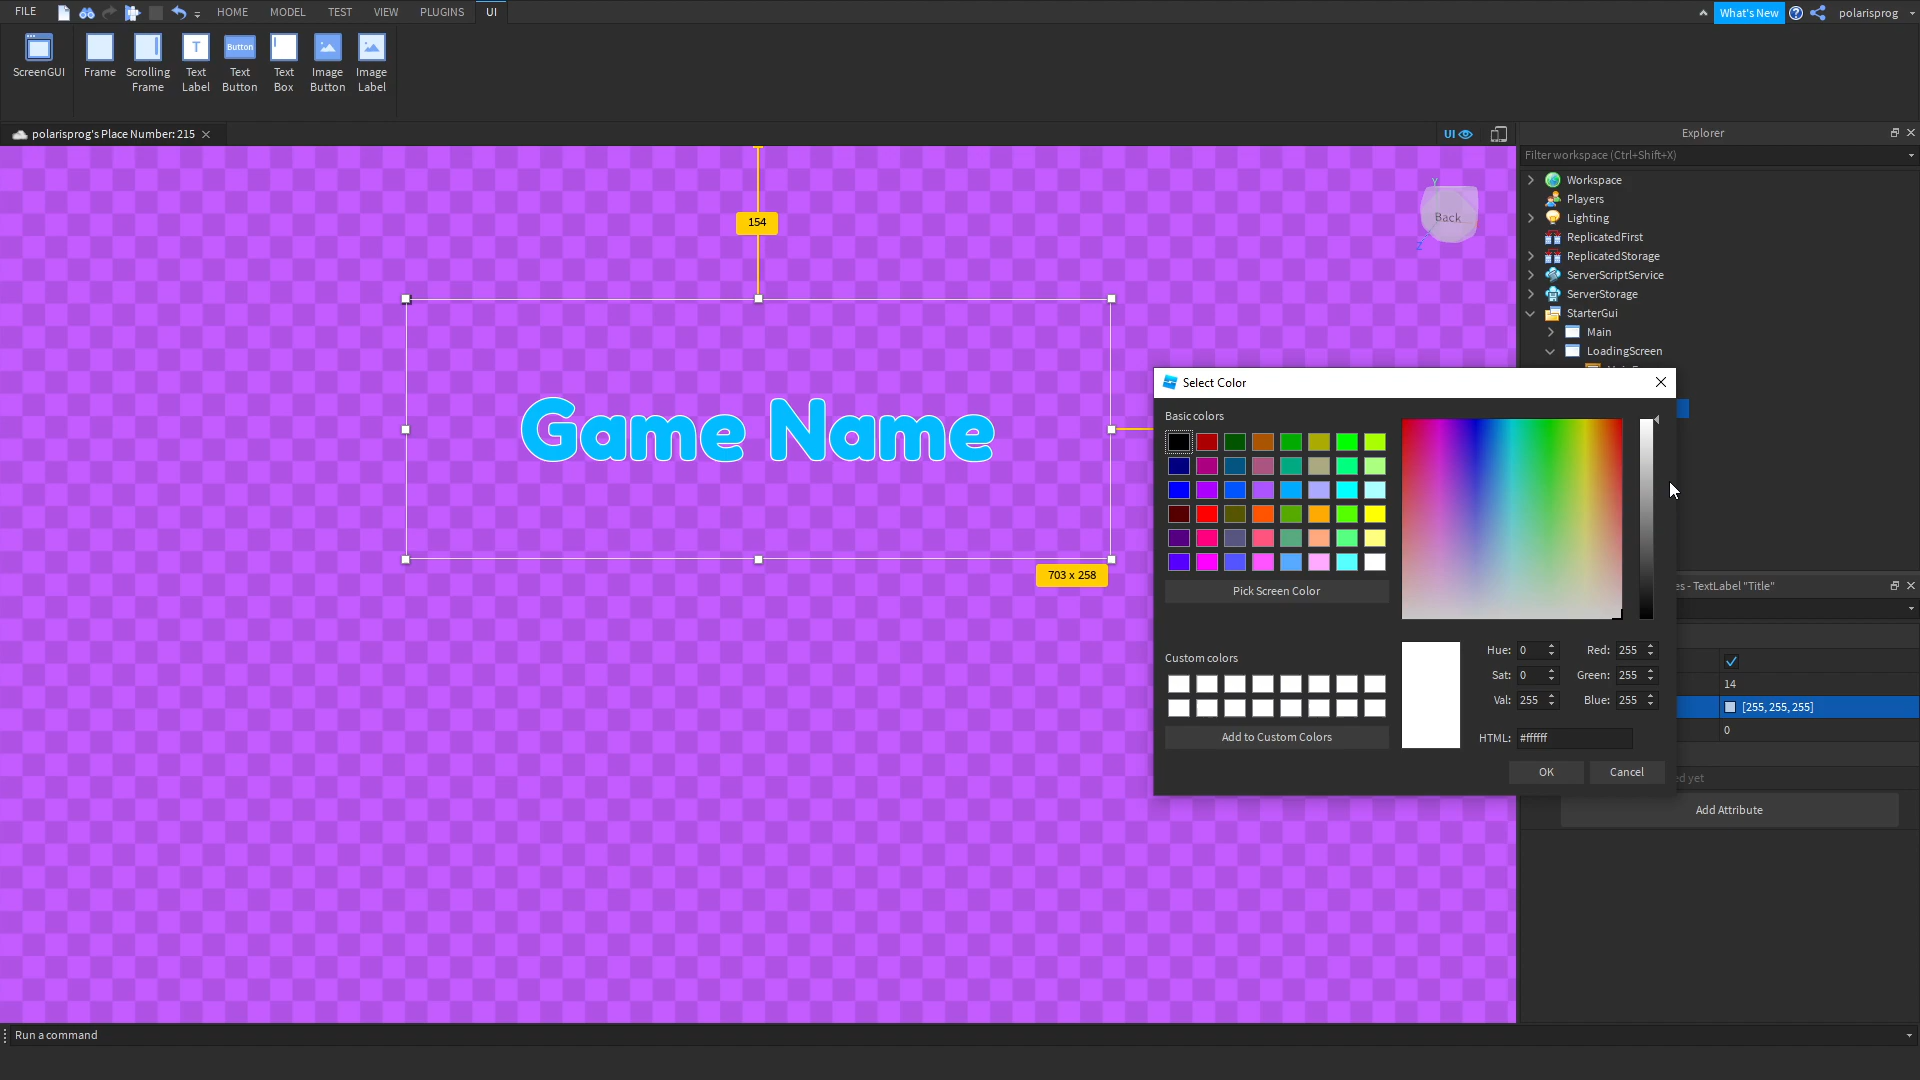 FILE HOME MODEL TEST VIEW PLUGINS UI What's New polarisprog
ScreenGUI Frame Scrolling Frame Text Label Button Text Button Text Box Image Button Image Label
polarisprog's Place Number: 215
UI
Explorer
Filter workspace (Ctrl+Shift+X)
Workspace
Players
Lighting
ReplicatedFirst
ReplicatedStorage
ServerScriptService
ServerStorage
StarterGui
Main
LoadingScreen
154
Y
Back
Z
Game Name
703 x 258
Select Color
Basic colors
Pick Screen Color
Custom colors
Add to Custom Colors
Hue: 0 Red: 255
Sat: 0 Green: 255
Val: 255 Blue: 255
HTML: #ffffff
OK Cancel
es - TextLabel "Title"
14
[255, 255, 255]
0
d yet
Add Attribute
Run a command